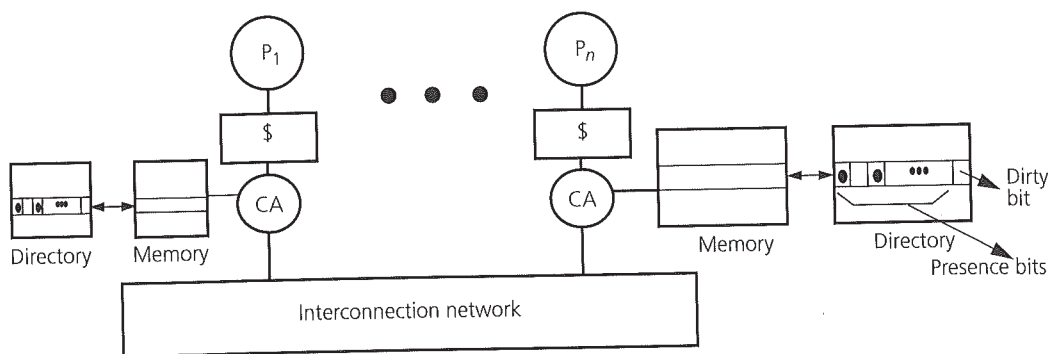 P1
Pn
$
$
CA
CA
Dirty
bit
Directory
Memory
Memory
Directory
Presence bits
Interconnection network